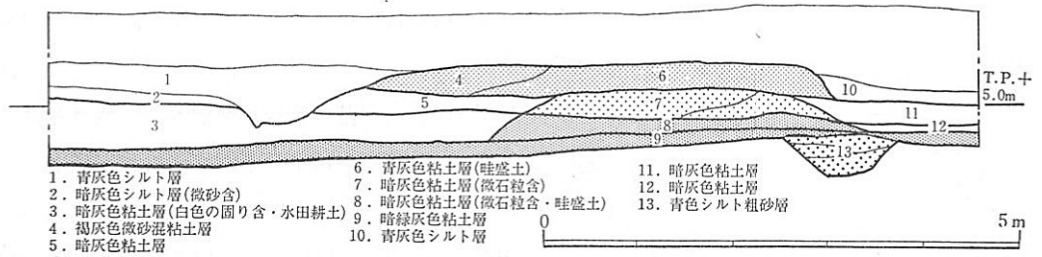 1
2
3
4
5
6
7
8
9
10
11
12
13
T.P.+
5.0m
1．青灰色シルト層
2．暗灰色シルト層(微砂含)
3．暗灰色粘土層(白色の固り含・水田耕土)
4．褐灰色微砂混粘土層
5．暗灰色粘土層
6．青灰色粘土層(畦盛土)
7．暗灰色粘土層(微石粒含)
8．暗灰色粘土層(微石粒含・畦盛土)
9．暗緑灰色粘土層
10．青灰色シルト層
11．暗灰色粘土層
12．暗灰色粘土層
13．青色シルト粗砂層
0 5 m